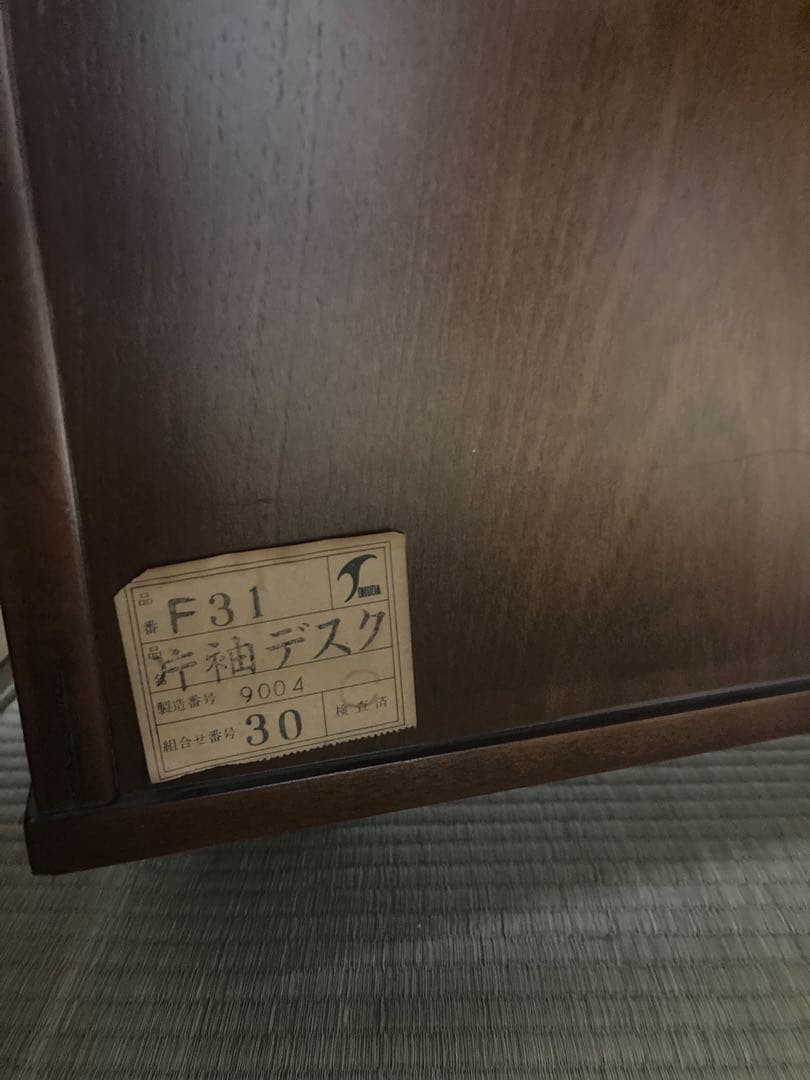 品番 F31
品名 片袖デスク
製造番号 9004
組合せ番号 30
検査済